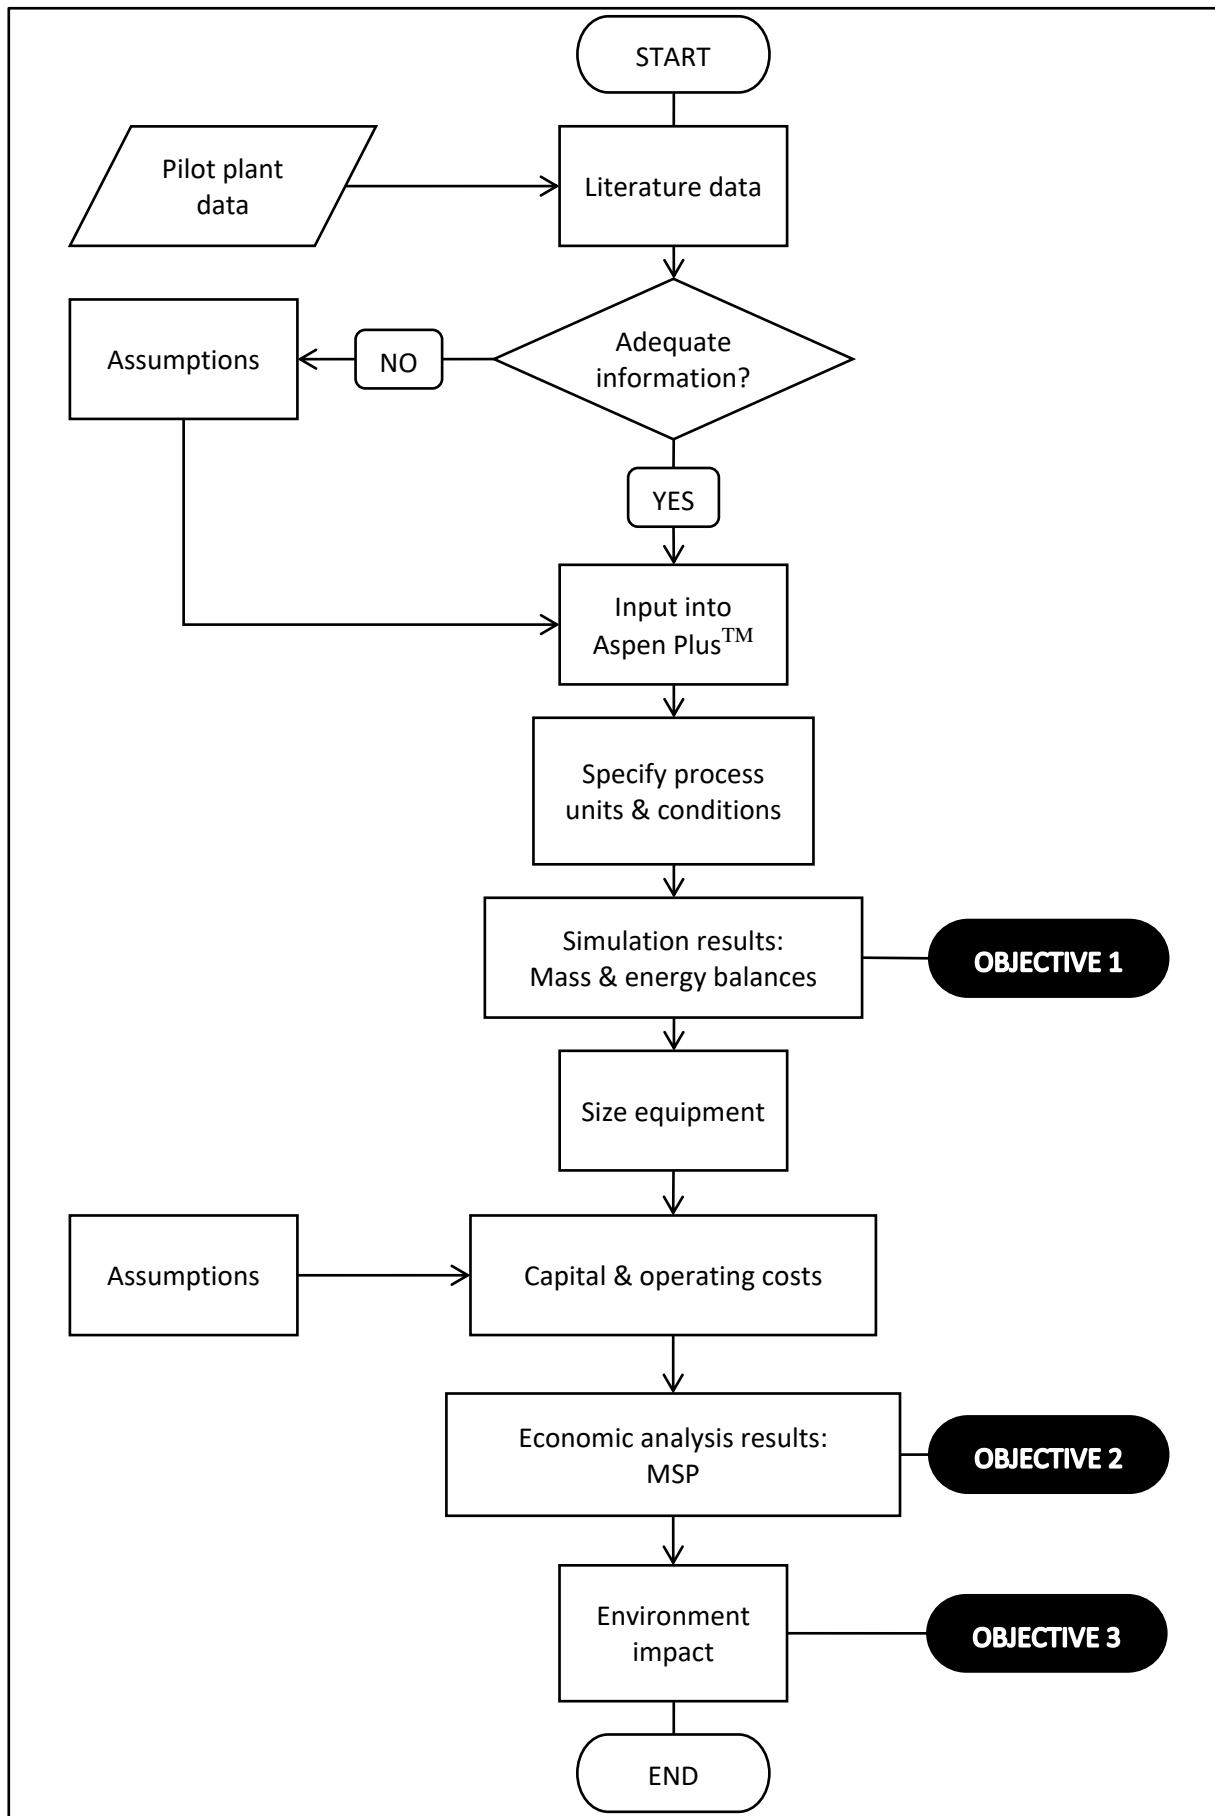 START
Pilot plant
data
Literature data
Adequate
information?
NO
Assumptions
YES
Input into
Aspen Plus™
Specify process
units & conditions
Simulation results:
Mass & energy balances
OBJECTIVE 1
Size equipment
Assumptions
Capital & operating costs
Economic analysis results:
MSP
OBJECTIVE 2
Environment
impact
OBJECTIVE 3
END